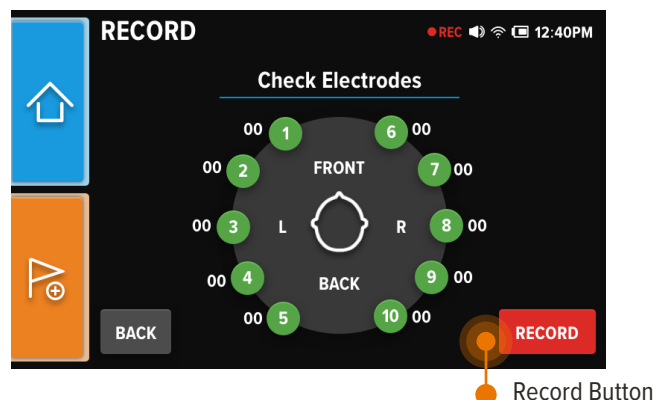 RECORD
REC 12:40PM
Check Electrodes
00 1 6 00
00 2 FRONT 7 00
00 3 L R 8 00
00 4 BACK 9 00
00 5 10 00
BACK
RECORD
Record Button